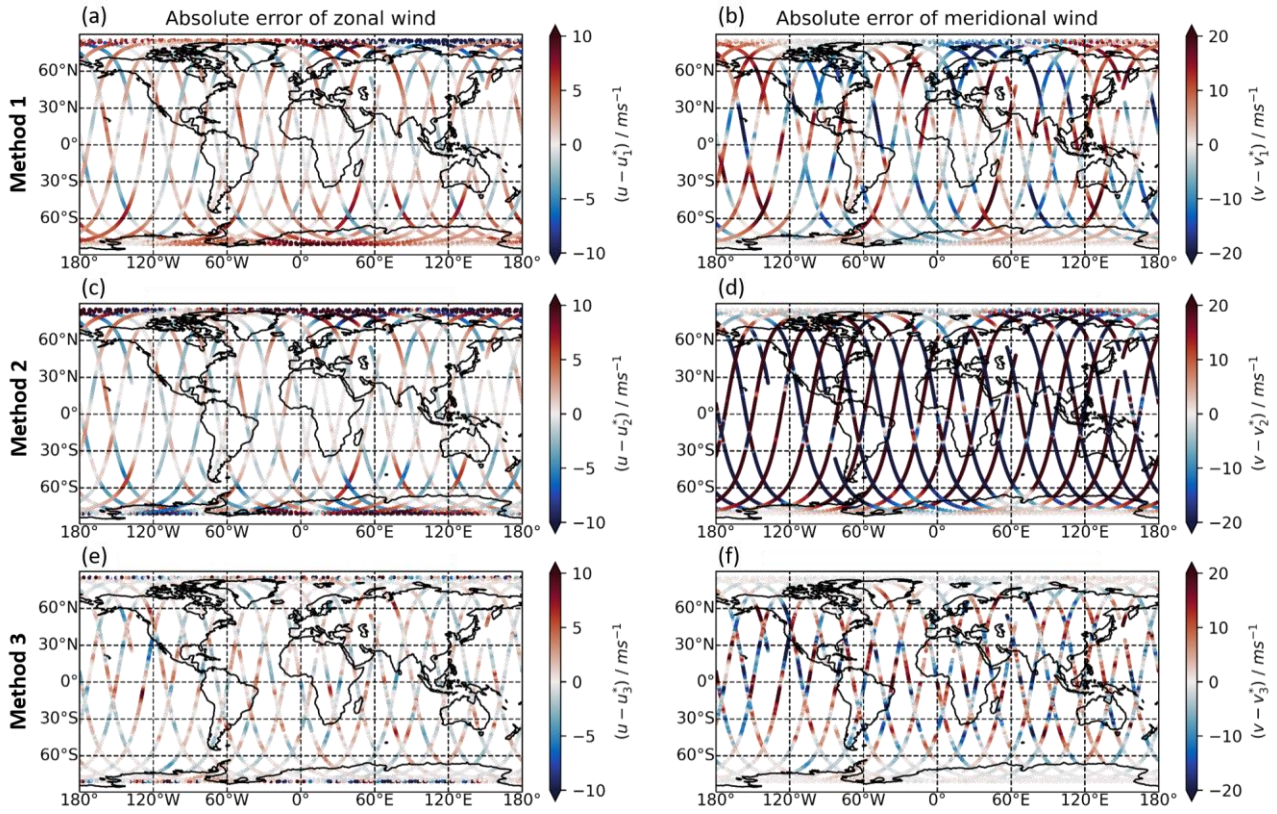 (a) Absolute error of zonal wind
(b) Absolute error of meridional wind
Method 1
60°N
30°N
0°
30°S
60°S
180° 120°W 60°W 0° 60°E 120°E 180°
10
5
0
−5
−10
(u − u₁*) / ms⁻¹
60°N
30°N
0°
30°S
60°S
180° 120°W 60°W 0° 60°E 120°E 180°
20
10
0
−10
−20
(v − v₁*) / ms⁻¹
(c)
Method 2
60°N
30°N
0°
30°S
60°S
180° 120°W 60°W 0° 60°E 120°E 180°
10
5
0
−5
−10
(u − u₂*) / ms⁻¹
(d)
60°N
30°N
0°
30°S
60°S
180° 120°W 60°W 0° 60°E 120°E 180°
20
10
0
−10
−20
(v − v₂*) / ms⁻¹
(e)
Method 3
60°N
30°N
0°
30°S
60°S
180° 120°W 60°W 0° 60°E 120°E 180°
10
5
0
−5
−10
(u − u₃*) / ms⁻¹
(f)
60°N
30°N
0°
30°S
60°S
180° 120°W 60°W 0° 60°E 120°E 180°
20
10
0
−10
−20
(v − v₃*) / ms⁻¹